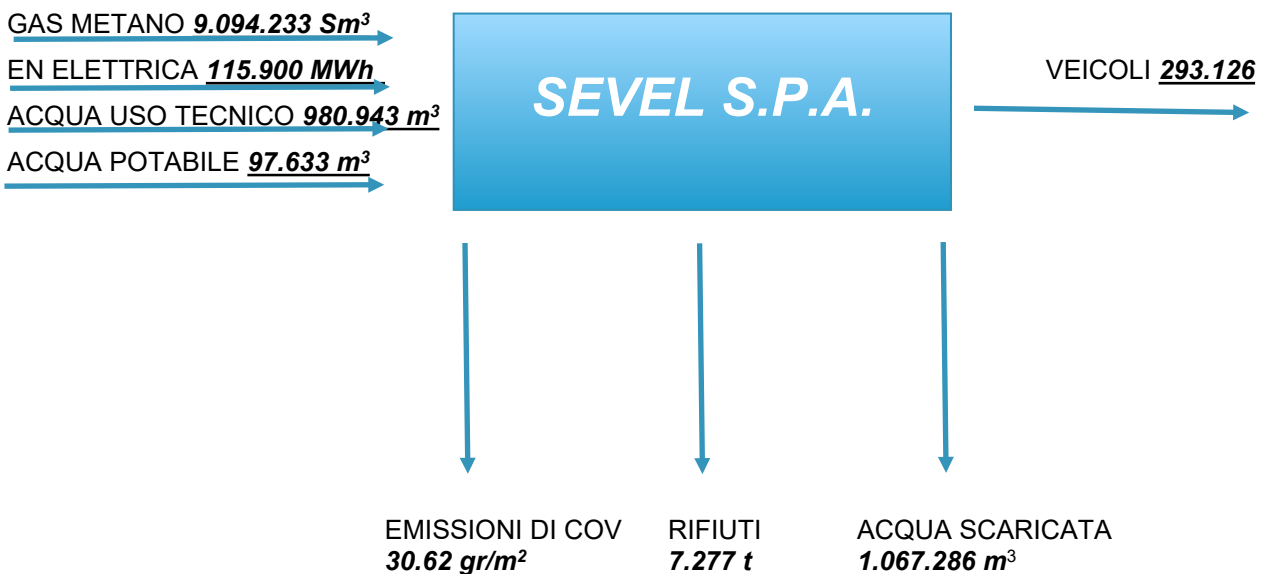 GAS METANO 9.094.233 Sm³
EN ELETTRICA 115.900 MWh
ACQUA USO TECNICO 980.943 m³
ACQUA POTABILE 97.633 m³
SEVEL S.P.A.
VEICOLI 293.126
EMISSIONI DI COV
30.62 gr/m²
RIFIUTI
7.277 t
ACQUA SCARICATA
1.067.286 m³